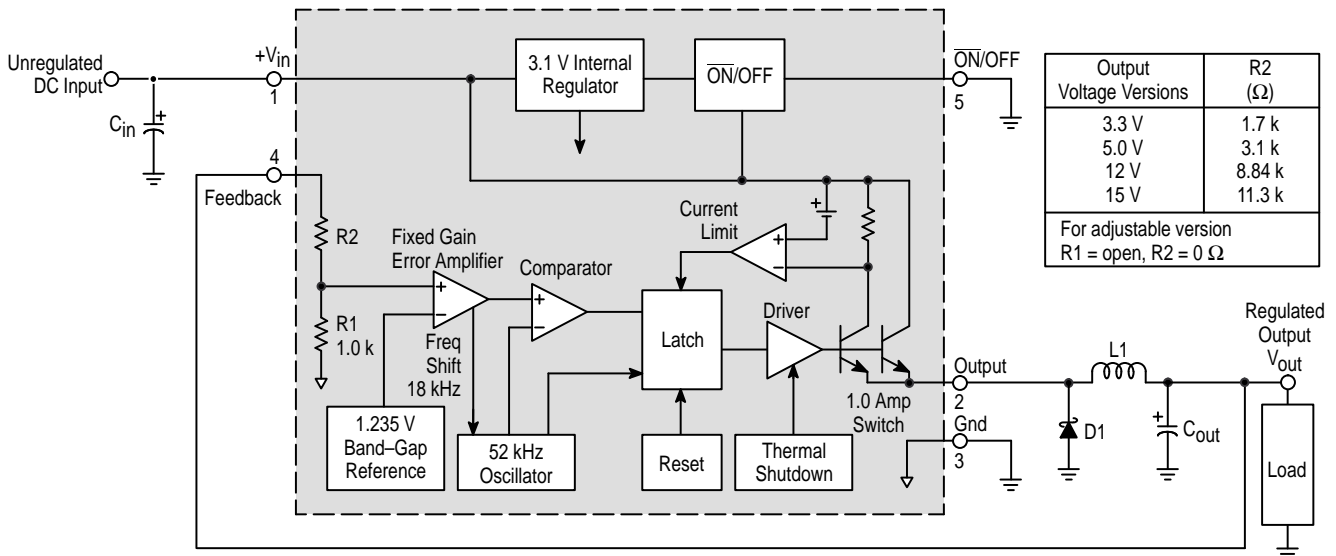 Unregulated
DC Input
+Vin
1
Cin
+
4
Feedback
3.1 V Internal
Regulator
ON/OFF
ON/OFF
5
Output
Voltage Versions
R2
(Ω)
3.3 V
1.7 k
5.0 V
3.1 k
12 V
8.84 k
15 V
11.3 k
For adjustable version
R1 = open, R2 = 0 Ω
R2
R1
1.0 k
Fixed Gain
Error Amplifier
+
–
Freq
Shift
18 kHz
Comparator
+
–
Current
Limit
+
+
–
Latch
Driver
1.235 V
Band–Gap
Reference
52 kHz
Oscillator
Reset
Thermal
Shutdown
1.0 Amp
Switch
Output
2
Gnd
3
D1
L1
+
Cout
Regulated
Output
Vout
Load